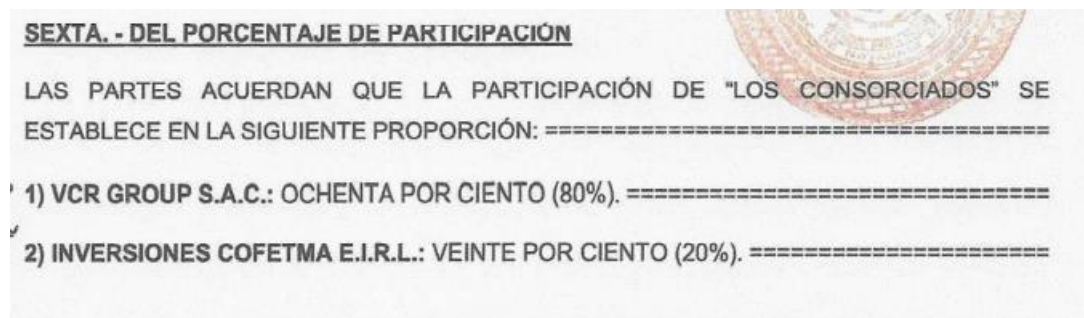 SEXTA. - DEL PORCENTAJE DE PARTICIPACIÓN
LAS PARTES ACUERDAN QUE LA PARTICIPACIÓN DE "LOS CONSORCIADOS" SE
ESTABLECE EN LA SIGUIENTE PROPORCIÓN: =====================================
1) VCR GROUP S.A.C.: OCHENTA POR CIENTO (80%). ===============================
2) INVERSIONES COFETMA E.I.R.L.: VEINTE POR CIENTO (20%). ======================